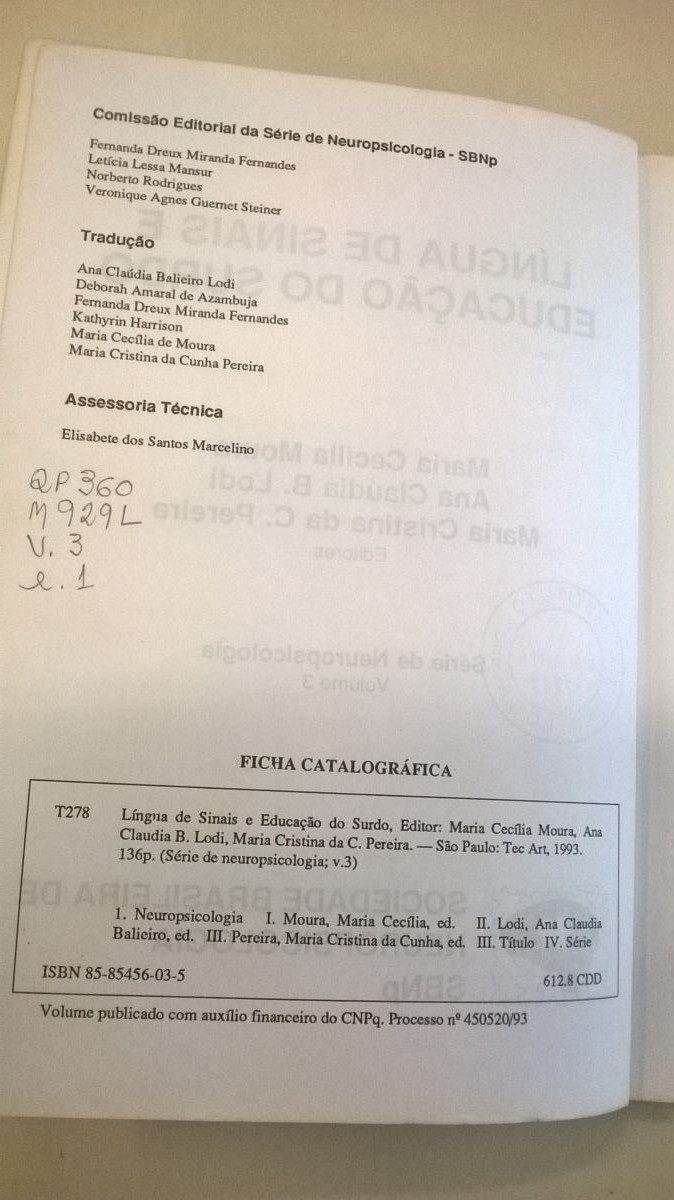 Comissão Editorial da Série de Neuropsicologia - SBNp
Fernanda Dreux Miranda Fernandes
Letícia Lessa Mansur
Norberto Rodrigues
Veronique Agnes Guernet Steiner
Tradução
Ana Claúdia Balieiro Lodi
Deborah Amaral de Azambuja
Fernanda Dreux Miranda Fernandes
Kathyrin Harrison
Maria Cecília de Moura
Maria Cristina da Cunha Pereira
Assessoria Técnica
Elisabete dos Santos Marcelino
QP 360
M929L
V. 3
e. 1
FICHA CATALOGRÁFICA
T278 Língua de Sinais e Educação do Surdo, Editor: Maria Cecília Moura, Ana
Claudia B. Lodi, Maria Cristina da C. Pereira. — São Paulo: Tec Art, 1993.
136p. (Série de neuropsicologia; v.3)
1. Neuropsicologia I. Moura, Maria Cecília, ed. II. Lodi, Ana Claudia
Balieiro, ed. III. Pereira, Maria Cristina da Cunha, ed. III. Título IV. Série
ISBN 85-85456-03-5 612.8 CDD
Volume publicado com auxílio financeiro do CNPq. Processo nº 450520/93